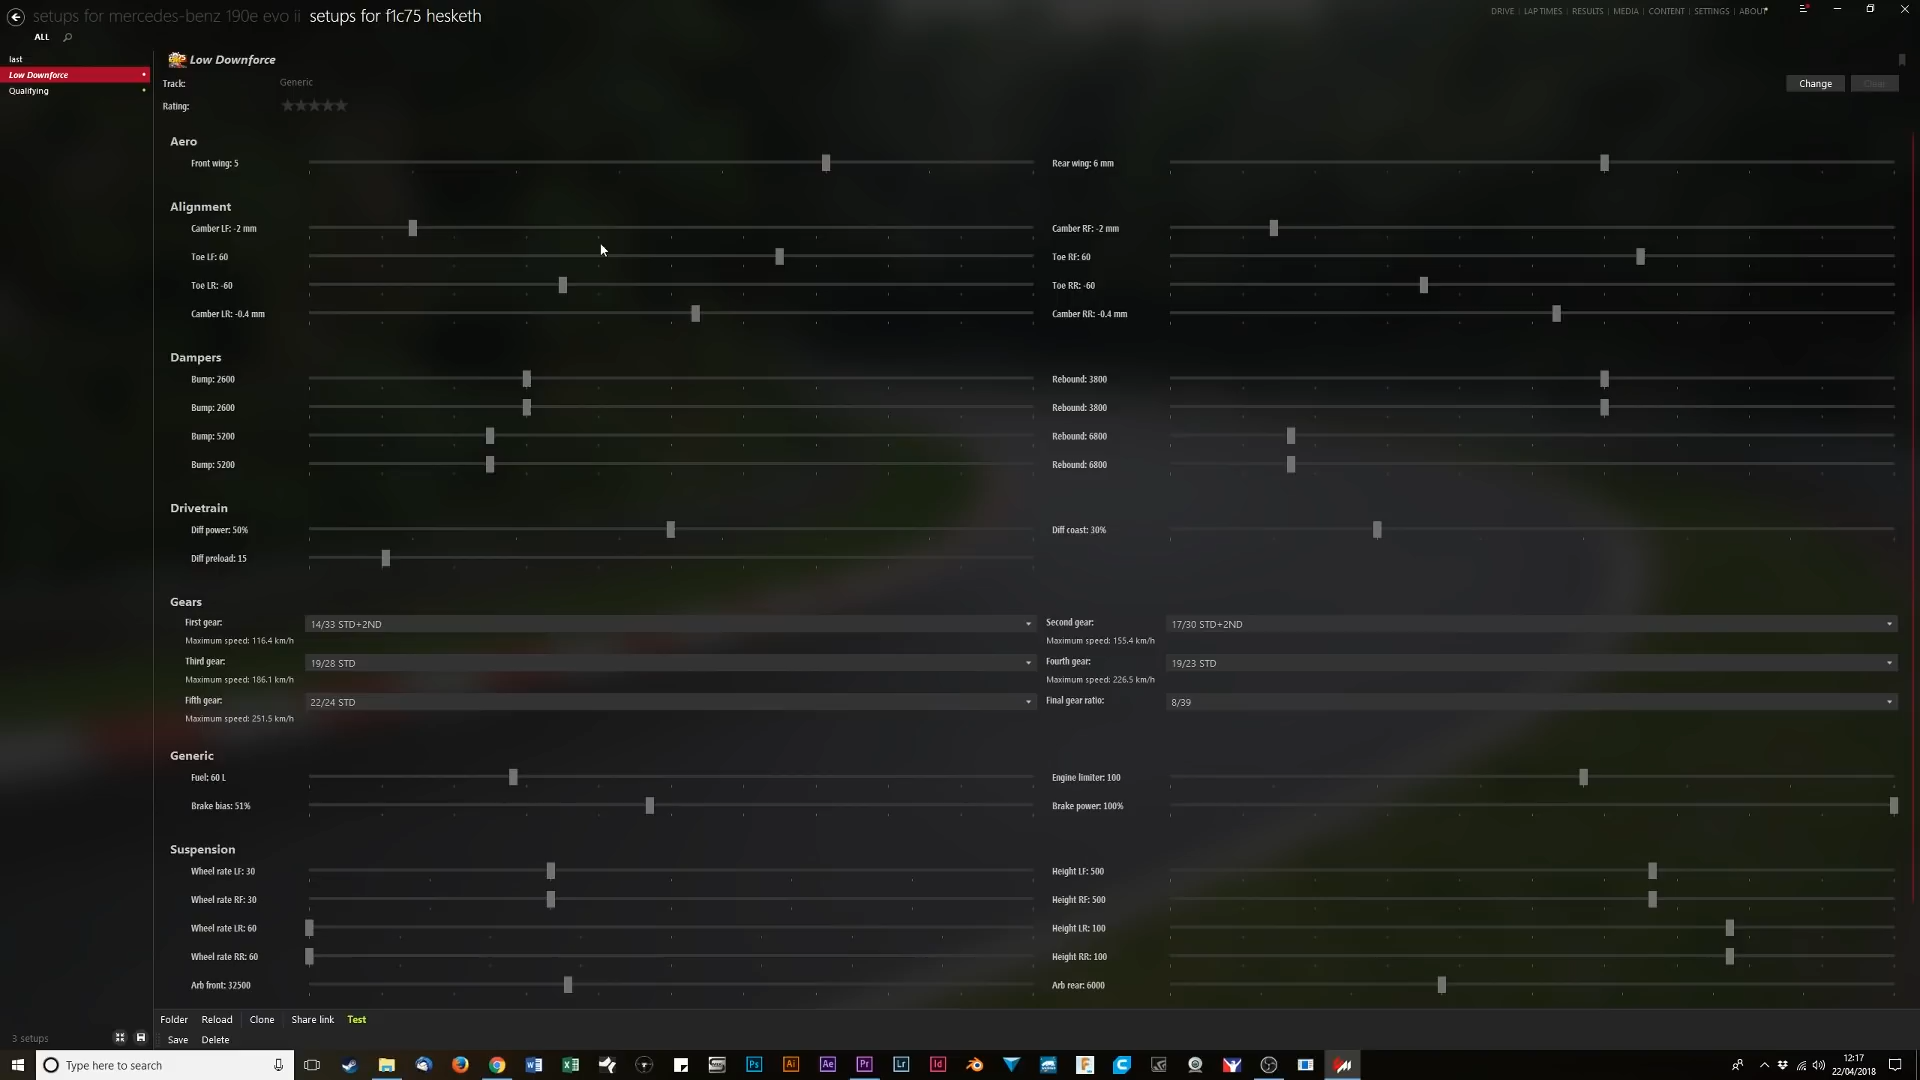 setups for mercedes-benz 190e evo ii setups for f1c75 hesketh
DRIVE | LAP TIMES | RESULTS | MEDIA | CONTENT | SETTINGS | ABOUT
ALL
last
Low Downforce
Qualifying
Low Downforce
Track: Generic
Change Clear
Rating:
Aero
Front wing: 5 Rear wing: 6 mm
Alignment
Camber LF: -2 mm Camber RF: -2 mm
Toe LF: 60 Toe RF: 60
Toe LR: -60 Toe RR: -60
Camber LR: -0.4 mm Camber RR: -0.4 mm
Dampers
Bump: 2600 Rebound: 3800
Bump: 2600 Rebound: 3800
Bump: 5200 Rebound: 6800
Bump: 5200 Rebound: 6800
Drivetrain
Diff power: 50% Diff coast: 30%
Diff preload: 15
Gears
First gear: 14/33 STD+2ND Second gear: 17/30 STD+2ND
Maximum speed: 116.4 km/h Maximum speed: 155.4 km/h
Third gear: 19/28 STD Fourth gear: 19/23 STD
Maximum speed: 186.1 km/h Maximum speed: 226.5 km/h
Fifth gear: 22/24 STD Final gear ratio: 8/39
Maximum speed: 251.5 km/h
Generic
Fuel: 60 L Engine limiter: 100
Brake bias: 51% Brake power: 100%
Suspension
Wheel rate LF: 30 Height LF: 500
Wheel rate RF: 30 Height RF: 500
Wheel rate LR: 60 Height LR: 100
Wheel rate RR: 60 Height RR: 100
Arb front: 32500 Arb rear: 6000
Folder Reload Clone Share link Test
3 setups
Save Delete
Type here to search
Ps Ai Ae Pr Lr Id
12:17
22/04/2018